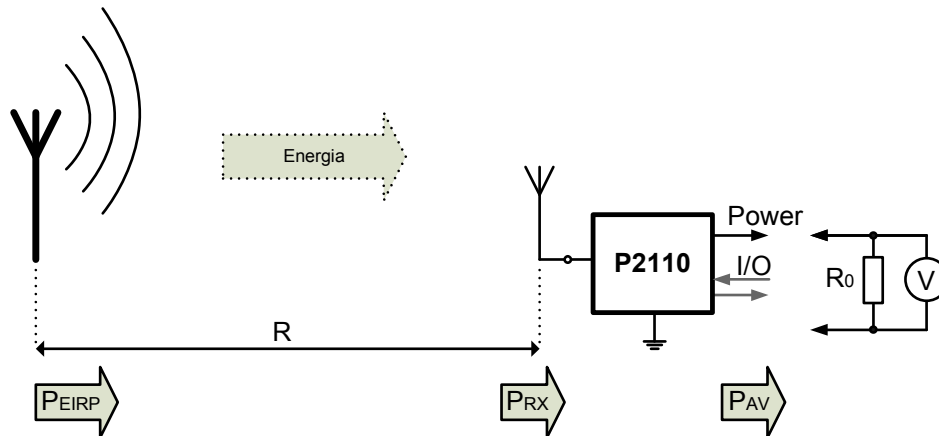 Energia
Power
P2110
I/O
R0
V
R
PEIRP
PRX
PAV